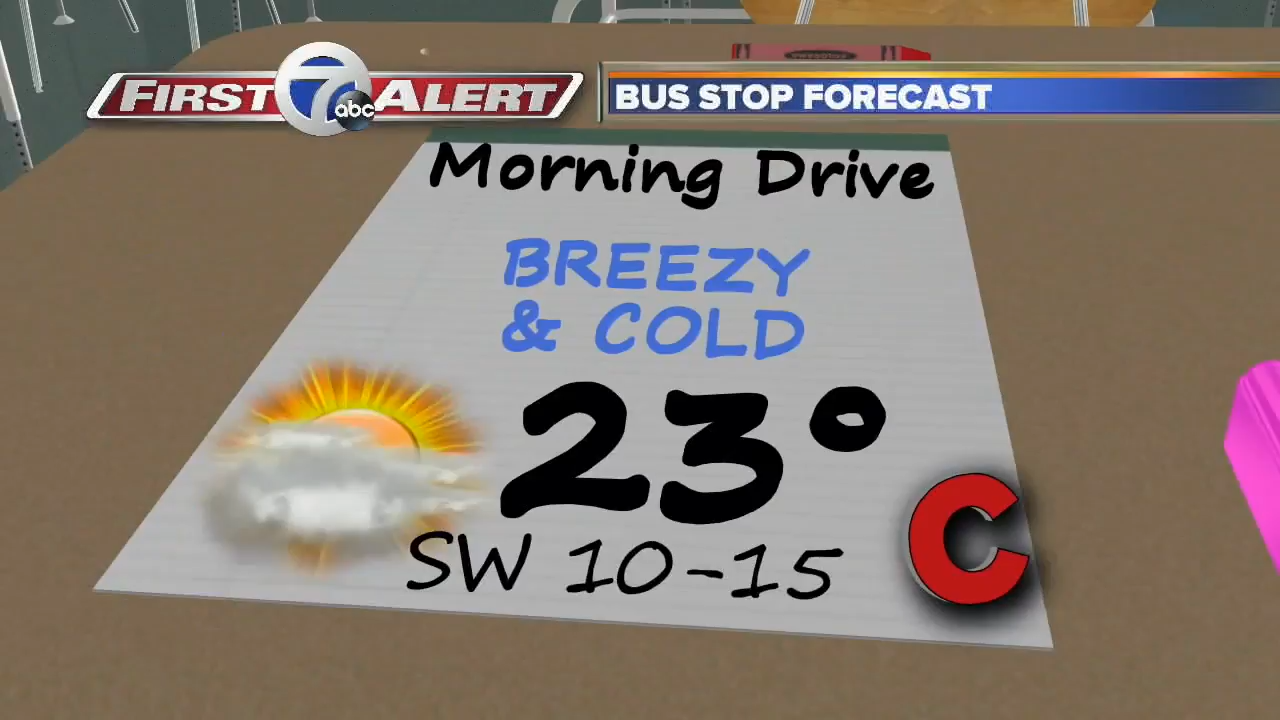 FIRST 7 abc ALERT
BUS STOP FORECAST
Morning Drive
BREEZY
& COLD
23°
SW 10-15
C